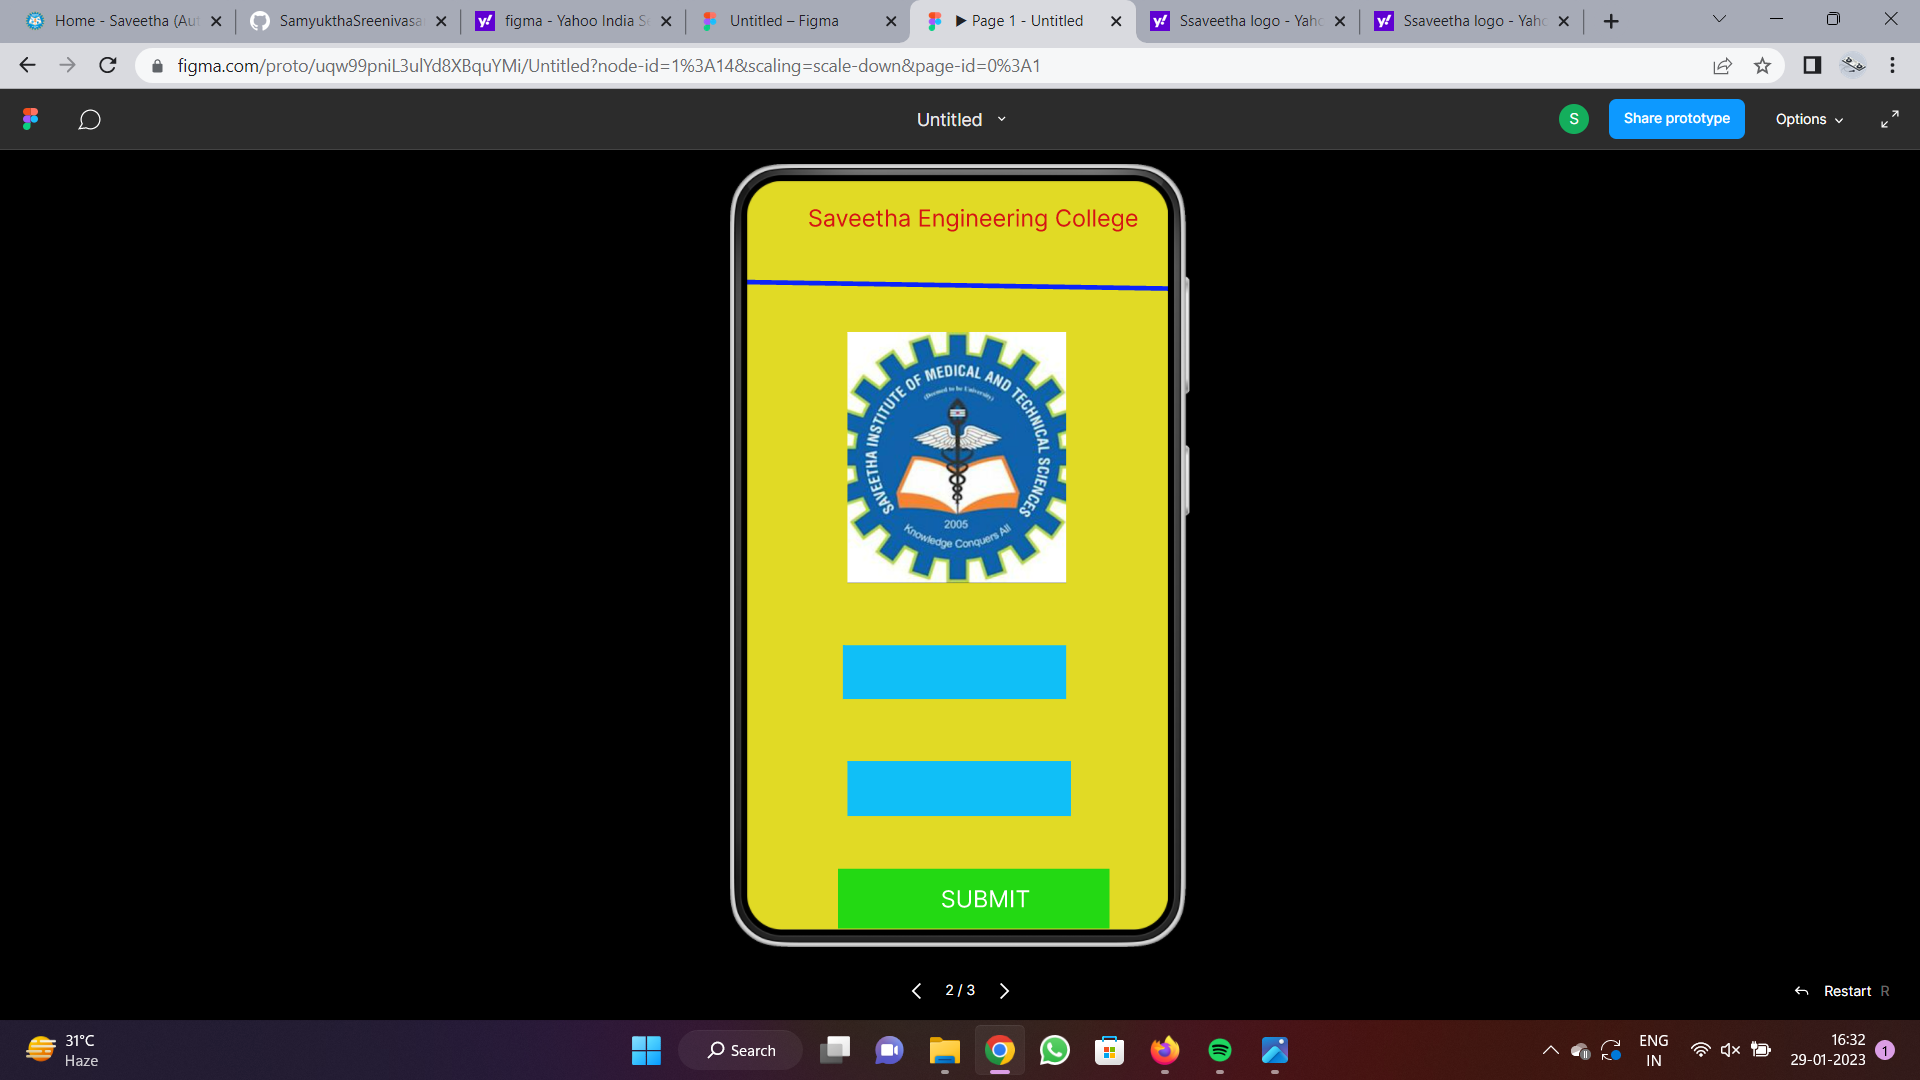 Home - Saveetha (Aut
SamyukthaSreenivasa
figma - Yahoo India S
Untitled – Figma
▶ Page 1 - Untitled
Ssaveetha logo - Yaho
Ssaveetha logo - Yaho
figma.com/proto/uqw99pniL3ulYd8XBquYMi/Untitled?node-id=1%3A14&scaling=scale-down&page-id=0%3A1
Untitled
S
Share prototype
Options
Saveetha Engineering College
SAVEETHA INSTITUTE OF MEDICAL AND TECHNICAL SCIENCES
(Deemed to be University)
2005
Knowledge Conquers All
SUBMIT
2 / 3
Restart R
31°C
Haze
Search
ENG
IN
16:32
29-01-2023
1